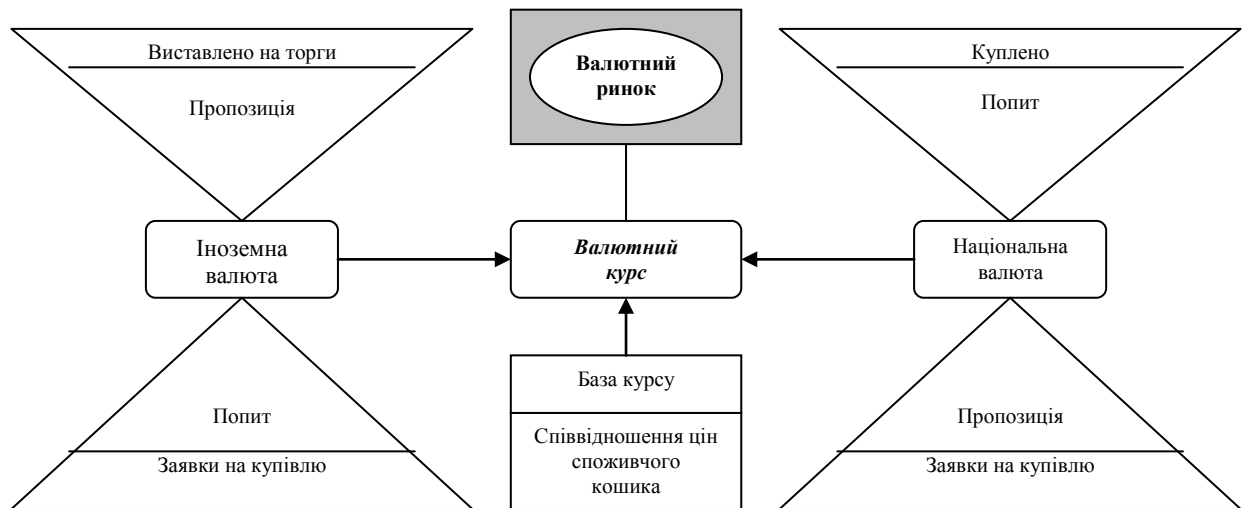 Виставлено на торги
Пропозиція
Валютний
ринок
Куплено
Попит
Іноземна
валюта
Валютний
курс
Національна
валюта
Попит
Заявки на купівлю
База курсу
Співвідношення цін
споживчого
кошика
Пропозиція
Заявки на купівлю